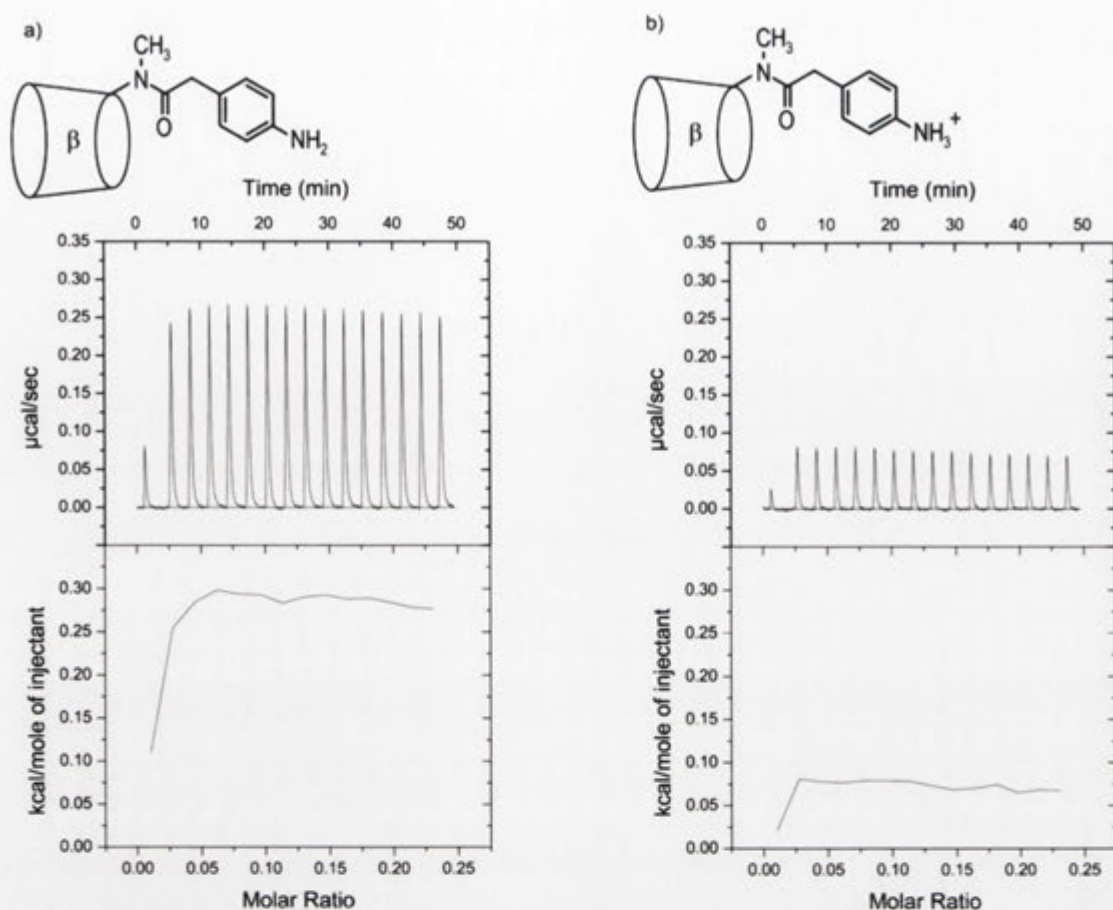 a)
CH₃
N
O
NH₂
β
Time (min)
0 10 20 30 40 50
0.35
0.30
0.25
0.20
0.15
0.10
0.05
0.00
µcal/sec
0.30
0.25
0.20
0.15
0.10
0.05
0.00
kcal/mole of injectant
0.00 0.05 0.10 0.15 0.20 0.25
Molar Ratio
b)
CH₃
N
O
NH₃⁺
β
Time (min)
0 10 20 30 40 50
0.35
0.30
0.25
0.20
0.15
0.10
0.05
0.00
µcal/sec
0.30
0.25
0.20
0.15
0.10
0.05
0.00
kcal/mole of injectant
0.00 0.05 0.10 0.15 0.20 0.25
Molar Ratio